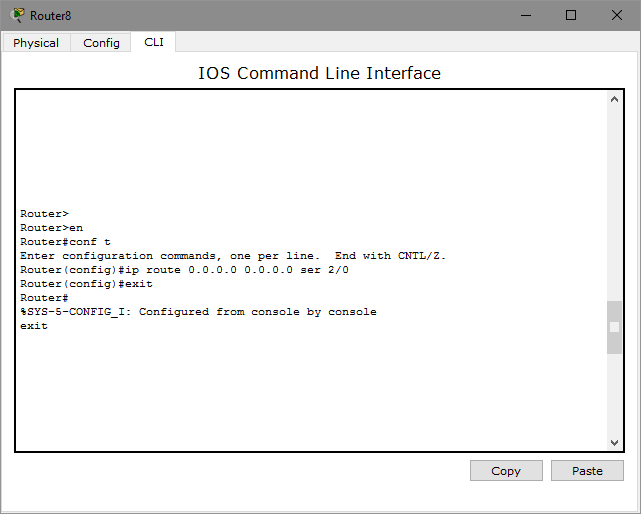 Router8
Physical Config CLI
IOS Command Line Interface
Router>
Router>en
Router#conf t
Enter configuration commands, one per line.  End with CNTL/Z.
Router(config)#ip route 0.0.0.0 0.0.0.0 ser 2/0
Router(config)#exit
Router#
%SYS-5-CONFIG_I: Configured from console by console
exit
Copy Paste